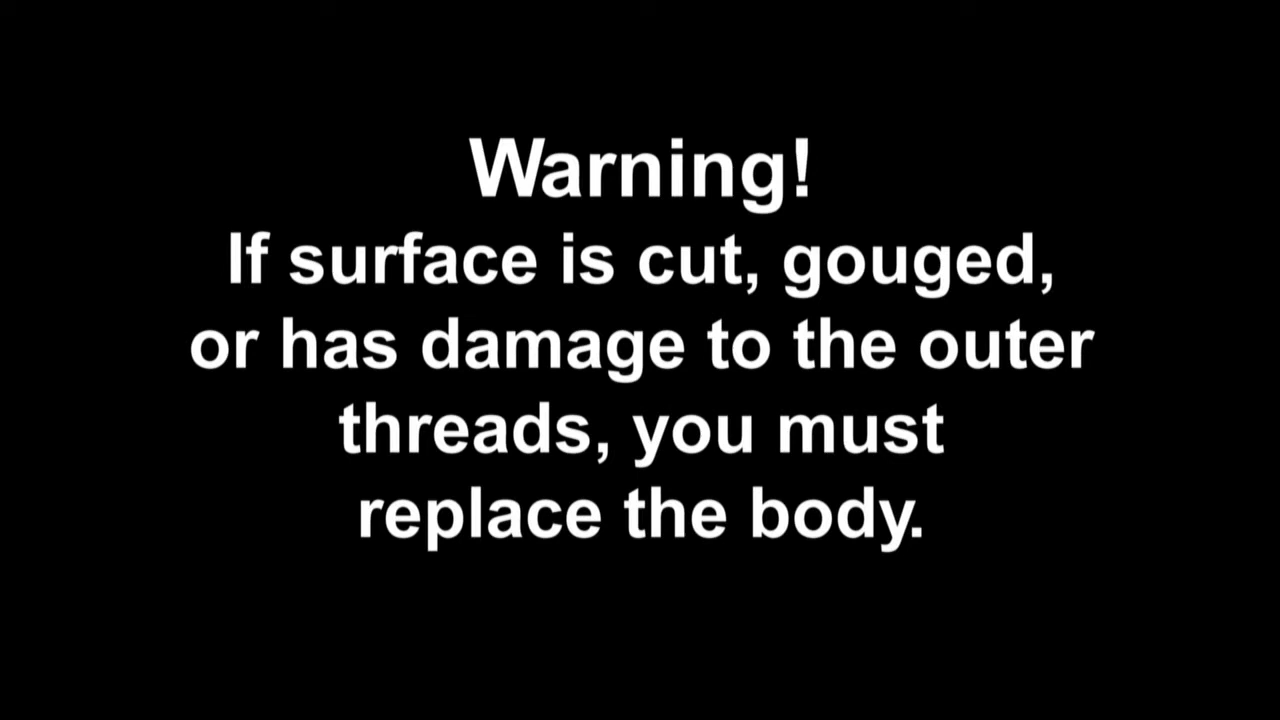 Warning!
If surface is cut, gouged,
or has damage to the outer
threads, you must
replace the body.